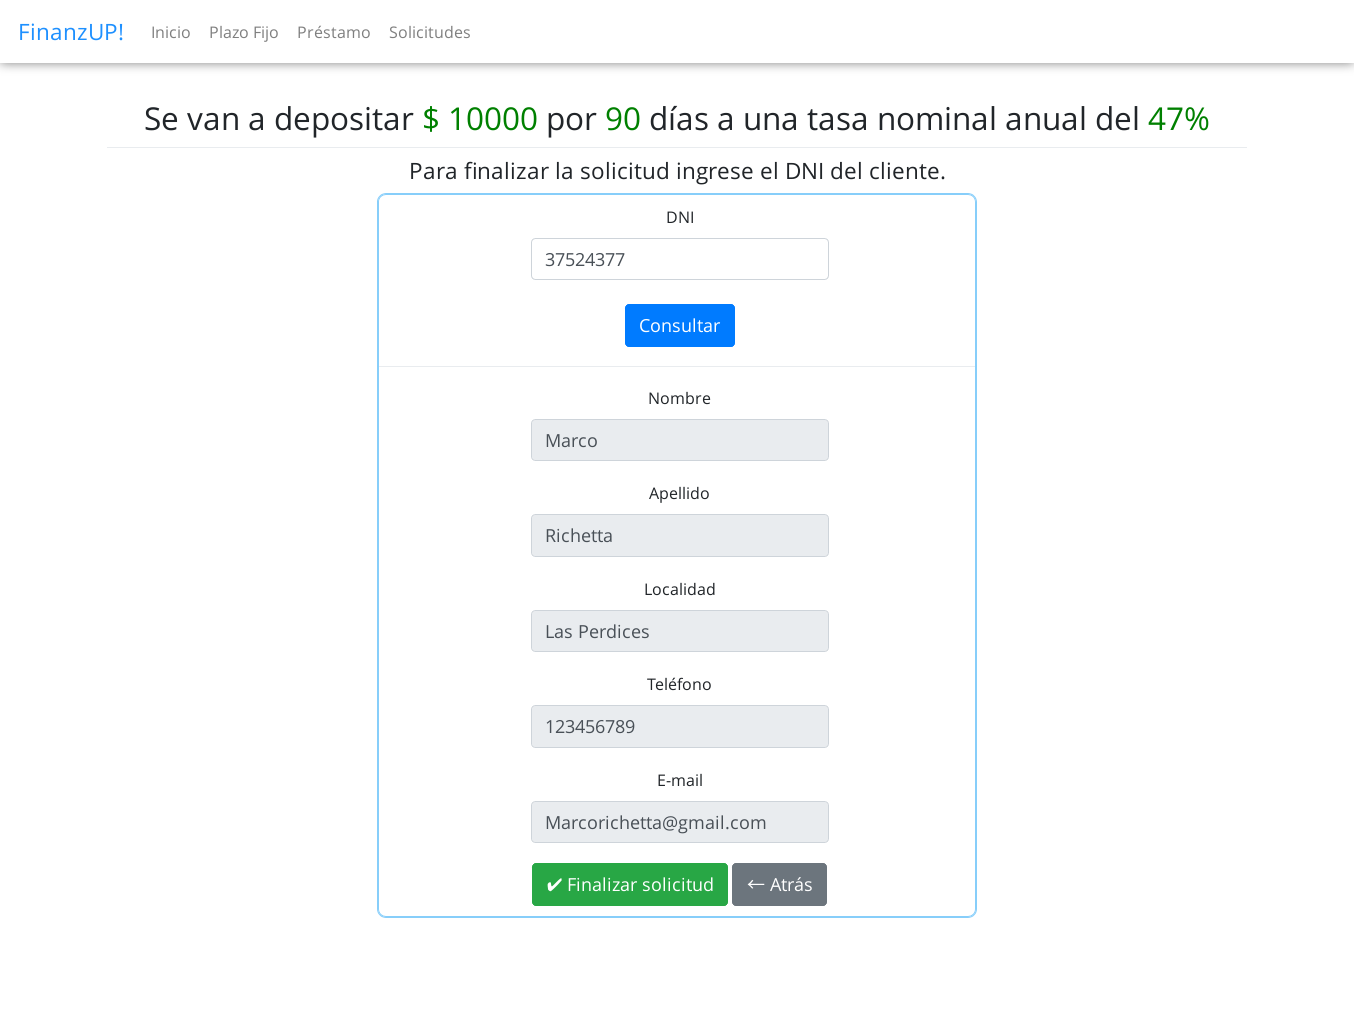 FinanzUP! Inicio Plazo Fijo Préstamo Solicitudes
Se van a depositar $ 10000 por 90 días a una tasa nominal anual del 47%
Para finalizar la solicitud ingrese el DNI del cliente.
DNI
37524377
Consultar
Nombre
Marco
Apellido
Richetta
Localidad
Las Perdices
Teléfono
123456789
E-mail
Marcorichetta@gmail.com
✔ Finalizar solicitud ← Atrás